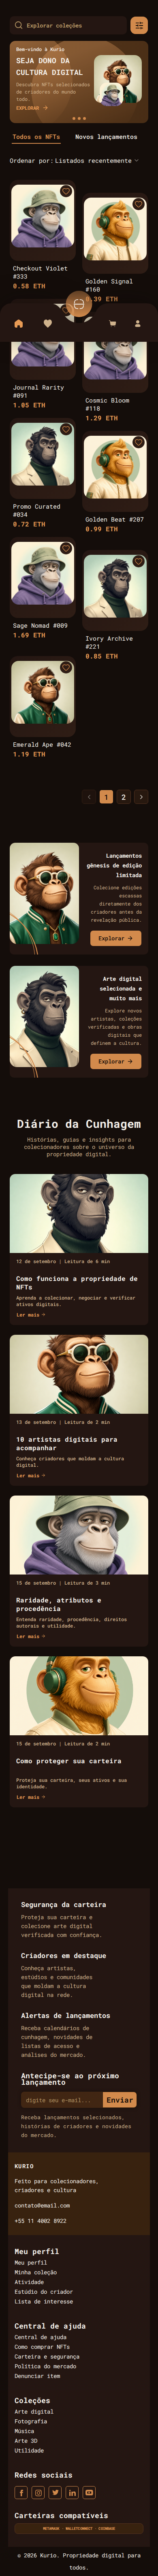 Explorar coleções
Bem-vindo à Kurio
SEJA DONO DA
CULTURA DIGITAL
Descubra NFTs selecionados
de criadores do mundo
todo.
EXPLORAR →
Todos os NFTs
Novos lançamentos
Ordenar por: Listados recentemente
Checkout Violet
#333
0.58 ETH
Golden Signal
#160
0.39 ETH
Journal Rarity
#091
1.05 ETH
Cosmic Bloom
#118
1.29 ETH
Promo Curated
#034
0.72 ETH
Golden Beat #207
0.99 ETH
Sage Nomad #009
1.69 ETH
Ivory Archive
#221
0.85 ETH
Emerald Ape #042
1.19 ETH
1
2
Lançamentos
gênesis de edição
limitada
Colecione edições
escassas
diretamente dos
criadores antes da
revelação pública.
Explorar →
Arte digital
selecionada e
muito mais
Explore novos
artistas, coleções
verificadas e obras
digitais que
definem a cultura.
Explorar →
Diário da Cunhagem
Histórias, guias e insights para
colecionadores sobre o universo da
propriedade digital.
12 de setembro | Leitura de 6 min
Como funciona a propriedade de
NFTs
Aprenda a colecionar, negociar e verificar
ativos digitais.
Ler mais
13 de setembro | Leitura de 2 min
10 artistas digitais para
acompanhar
Conheça criadores que moldam a cultura
digital.
Ler mais
15 de setembro | Leitura de 3 min
Raridade, atributos e
procedência
Entenda raridade, procedência, direitos
autorais e utilidade.
Ler mais
15 de setembro | Leitura de 2 min
Como proteger sua carteira
Proteja sua carteira, seus ativos e sua
identidade.
Ler mais
Segurança da carteira
Proteja sua carteira e
colecione arte digital
verificada com confiança.
Criadores em destaque
Conheça artistas,
estúdios e comunidades
que moldam a cultura
digital na rede.
Alertas de lançamentos
Receba calendários de
cunhagem, novidades de
listas de acesso e
análises do mercado.
Antecipe-se ao próximo
lançamento
digite seu e-mail...
Enviar
Receba lançamentos selecionados,
histórias de criadores e novidades
do mercado.
KURIO
Feito para colecionadores,
criadores e cultura
contato@email.com
+55 11 4002 8922
Meu perfil
Meu perfil
Minha coleção
Atividade
Estúdio do criador
Lista de interesse
Central de ajuda
Central de ajuda
Como comprar NFTs
Carteira e segurança
Política do mercado
Denunciar item
Coleções
Arte digital
Fotografia
Música
Arte 3D
Utilidade
Redes sociais
Carteiras compatíveis
METAMASK · WALLETCONNECT · COINBASE
© 2026 Kurio. Propriedade digital para
todos.